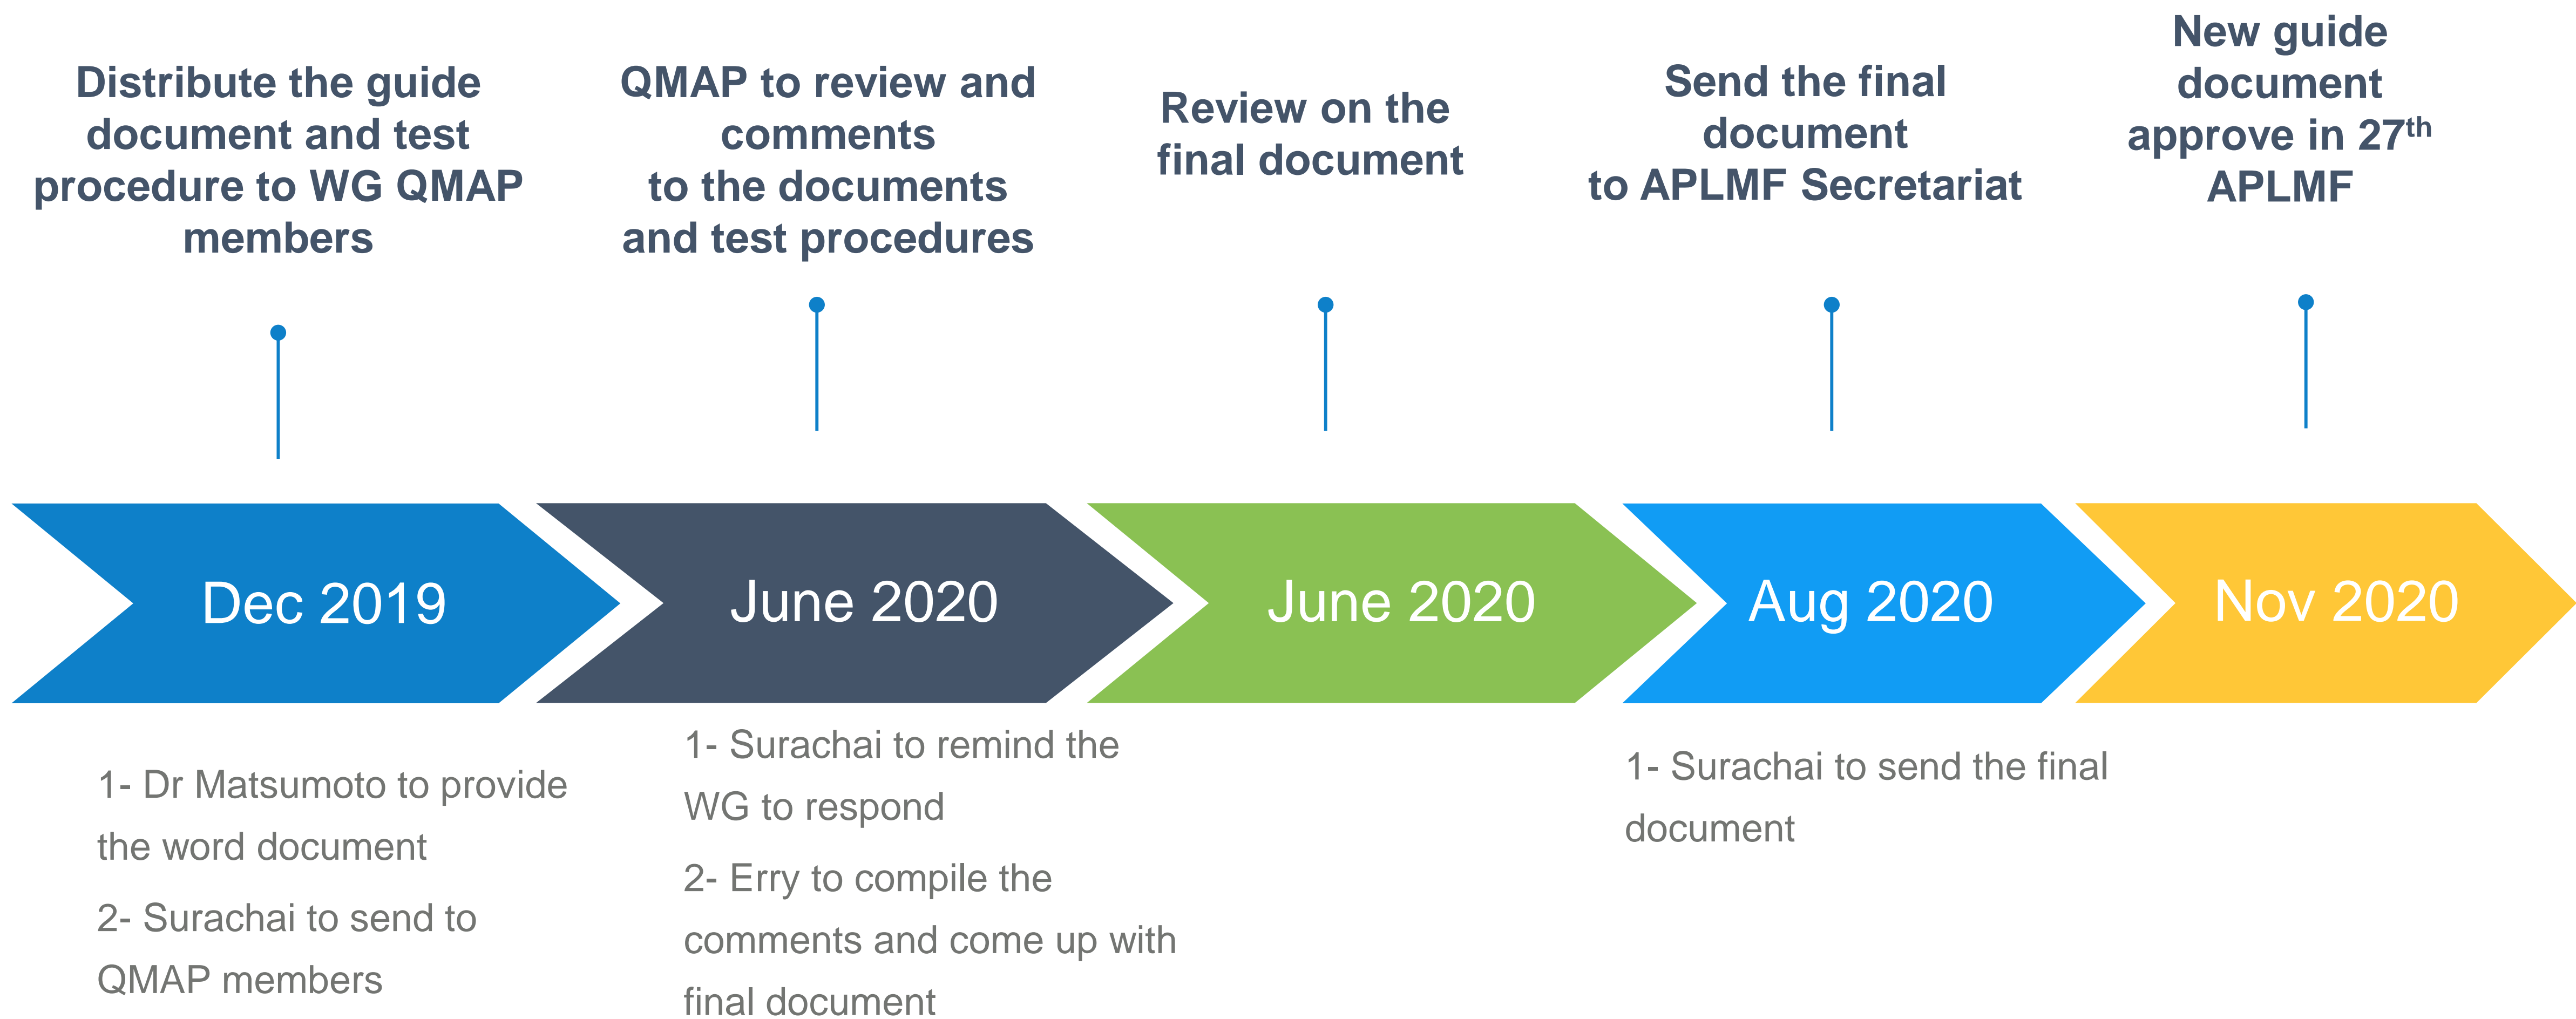 Distribute the guide
document and test
procedure to WG QMAP
members
QMAP to review and
comments
to the documents
and test procedures
Review on the
final document
Send the final
document
to APLMF Secretariat
New guide
document
approve in 27th
APLMF
Dec 2019
June 2020
June 2020
Aug 2020
Nov 2020
1- Dr Matsumoto to provide
the word document
2- Surachai to send to
QMAP members
1- Surachai to remind the
WG to respond
2- Erry to compile the
comments and come up with
final document
1- Surachai to send the final
document